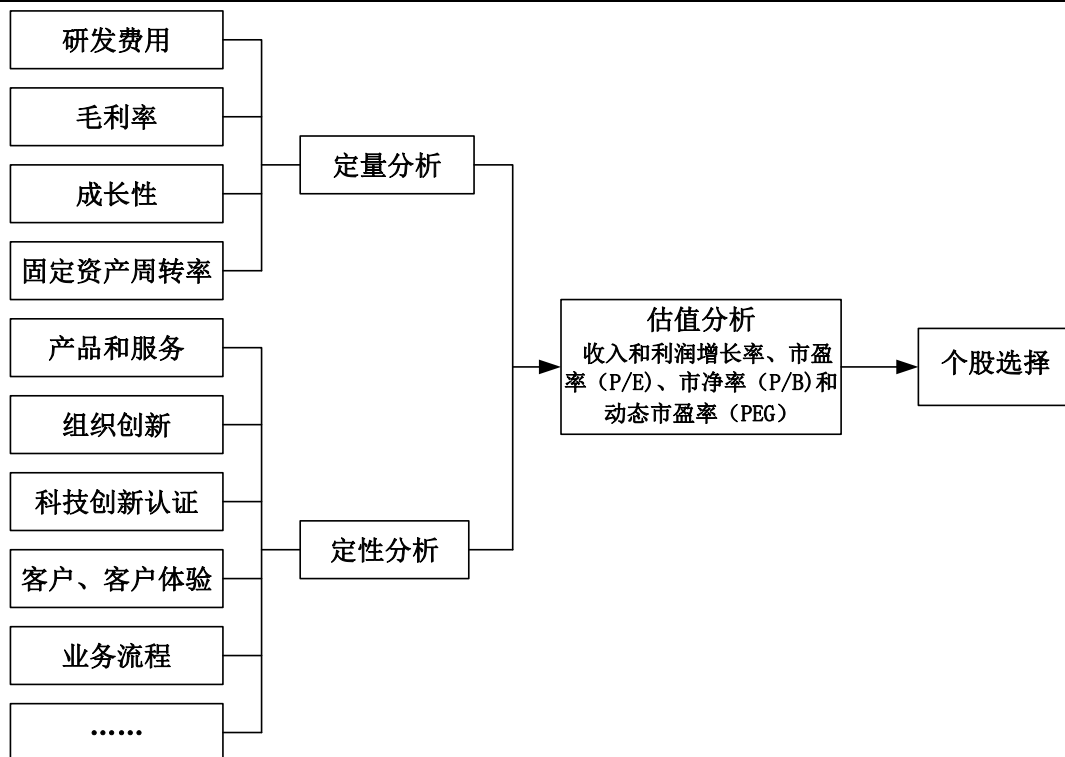 研发费用
毛利率
成长性
固定资产周转率
产品和服务
组织创新
科技创新认证
客户、客户体验
业务流程
……
定量分析
定性分析
估值分析
收入和利润增长率、市盈
率（P/E）、市净率（P/B)和
动态市盈率（PEG）
个股选择